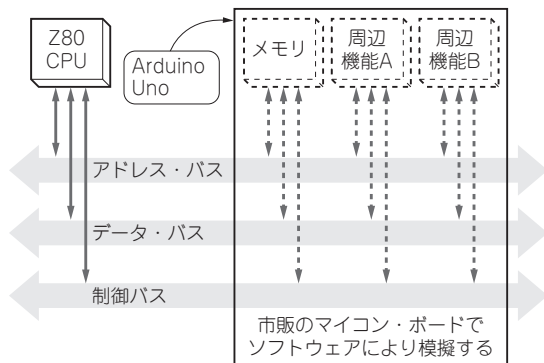 Z80
CPU
Arduino
Uno
メモリ
周辺
機能A
周辺
機能B
アドレス・バス
データ・バス
制御バス
市販のマイコン・ボードで
ソフトウェアにより模擬する